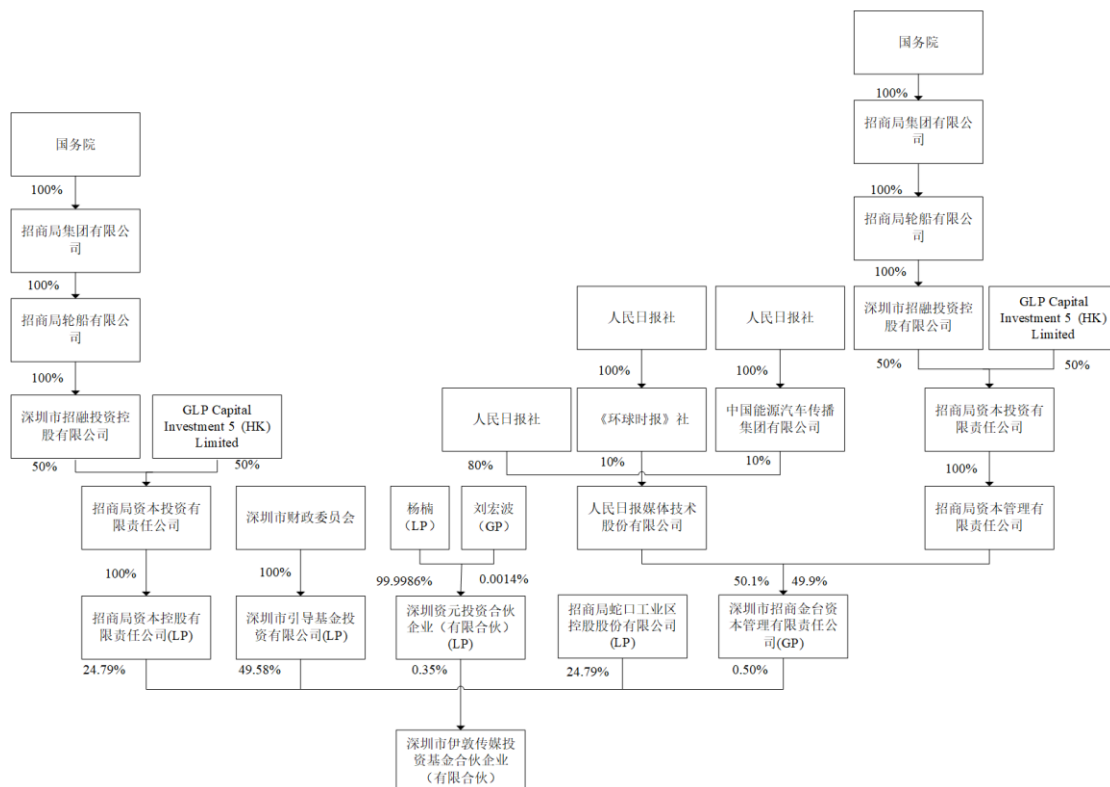 国务院
100%
招商局集团有限公
司
国务院
100%
100%
招商局轮船有限公
司
招商局集团有限公
司
100%
100%
人民日报社
人民日报社
深圳市招融投资控
股有限公司
GLP Capital
Investment 5 (HK)
Limited
招商局轮船有限公
司
50%
50%
100%
100%
100%
深圳市招融投资控
股有限公司
GLP Capital
Investment 5 (HK)
Limited
人民日报社
《环球时报》社
中国能源汽车传播
集团有限公司
招商局资本投资有
限责任公司
50%
50%
80%
10%
10%
100%
招商局资本投资有
限责任公司
深圳市财政委员会
杨楠
（LP）
刘宏波
（GP）
人民日报媒体技术
股份有限公司
招商局资本管理有
限责任公司
100%
100%
99.9986%
0.0014%
50.1%
49.9%
招商局资本控股有
限责任公司(LP)
深圳市引导基金投
资有限公司(LP)
深圳资元投资合伙
企业（有限合伙）
(LP)
招商局蛇口工业区
控股股份有限公司
(LP)
深圳市招商金台资
本管理有限责任公
司(GP)
24.79%
49.58%
0.35%
24.79%
0.50%
深圳市伊敦传媒投
资基金合伙企业
（有限合伙）